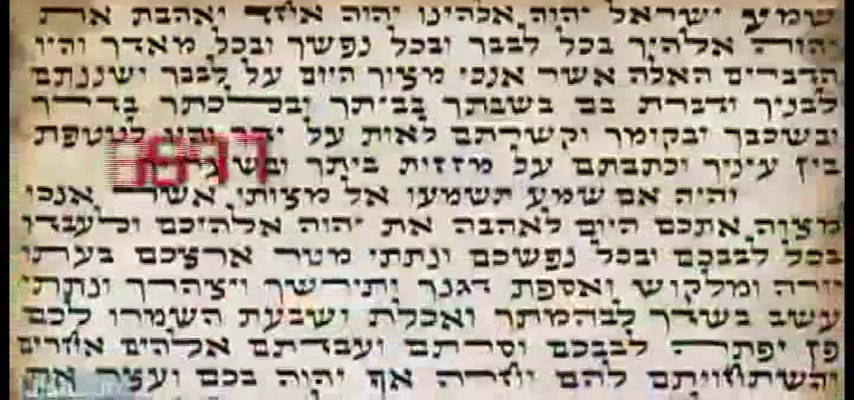 שמע ישראל יהוה אלהינו יהוה אחד ואהבת את
יהוה אלהיך בכל לבבך ובכל נפשך ובכל מאדך והיו
הדברים האלה אשר אנכי מצוך היום על לבבך ושננתם
לבניך ודברת בם בשבתך בביתך ובלכתך בדרך
ובשכבך ובקומך וקשרתם לאות על ידך והיו לטטפת
בין עיניך וכתבתם על מזזות ביתך
והיה אם שמע תשמעו אל מצותי אשר אנכי
מצוה אתכם היום לאהבה את יהוה אלהיכם ולעבדו
בכל לבבכם ובכל נפשכם ונתתי מטר ארצכם בעתו
יורה ומלקוש ואספת דגנך ותירשך ויצהרך ונתתי
עשב בשדך לבהמתך ואכלת ושבעת השמרו לכם
פן יפתה לבבכם וסרתם ועבדתם אלהים אחרים
והשתחויתם להם וחרה אף יהוה בכם ועצר את